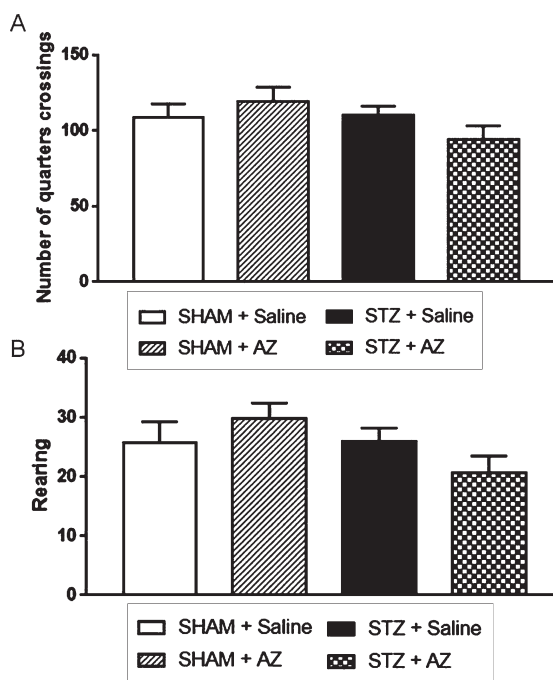 A
Number of quarters crossings
150
100
50
0
SHAM + Saline STZ + Saline
SHAM + AZ STZ + AZ
B
Rearing
40
30
20
10
0
SHAM + Saline STZ + Saline
SHAM + AZ STZ + AZ